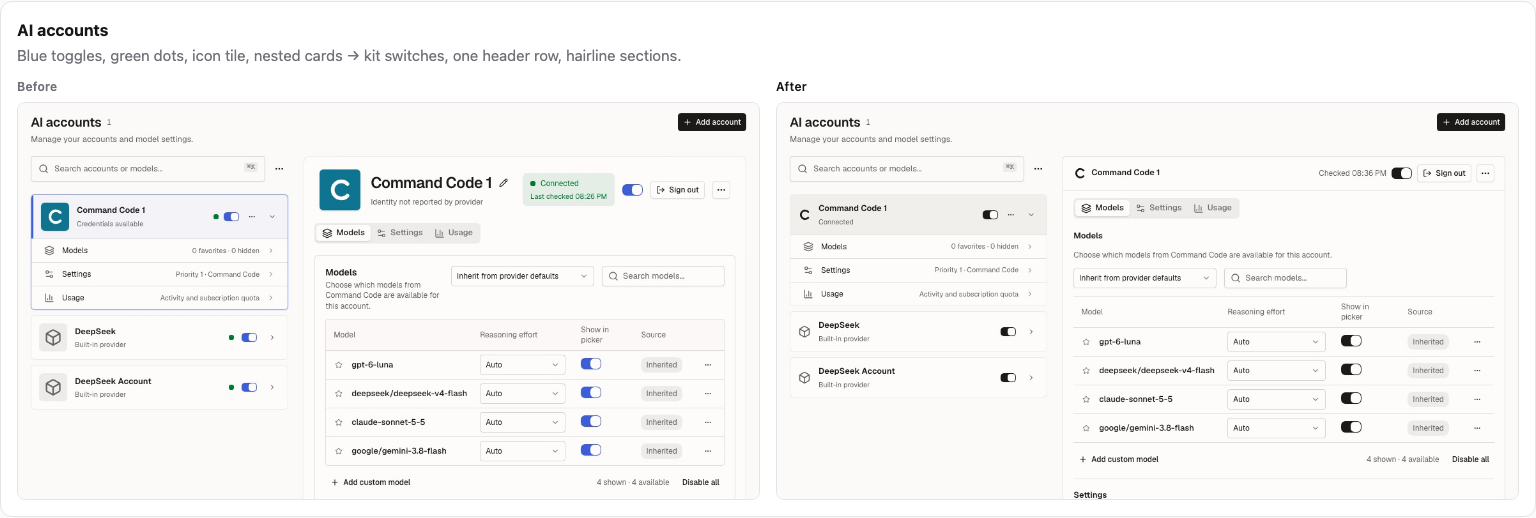 AI accounts
Blue toggles, green dots, icon tile, nested cards → kit switches, one header row, hairline sections.
Before
AI accounts 1
+ Add account
Manage your accounts and model settings.
Search accounts or models...
Command Code 1
Credentials available
Models 0 favorites · 0 hidden
Settings Priority 1 · Command Code
Usage Activity and subscription quota
DeepSeek
Built-in provider
DeepSeek Account
Built-in provider
C
Command Code 1
Identity not reported by provider
Connected
Last checked 08:26 PM
Sign out
Models Settings Usage
Models
Choose which models from
Command Code are available for
this account.
Inherit from provider defaults
Search models...
Model Reasoning effort Show in picker Source
gpt-6-luna Auto Inherited
deepseek/deepseek-v4-flash Auto Inherited
claude-sonnet-5-5 Auto Inherited
google/gemini-3.8-flash Auto Inherited
+ Add custom model 4 shown · 4 available Disable all
After
AI accounts 1
+ Add account
Manage your accounts and model settings.
Search accounts or models...
C Command Code 1
Connected
Models 0 favorites · 0 hidden
Settings Priority 1 · Command Code
Usage Activity and subscription quota
DeepSeek
Built-in provider
DeepSeek Account
Built-in provider
C Command Code 1 Checked 08:36 PM Sign out
Models Settings Usage
Models
Choose which models from Command Code are available for this account.
Inherit from provider defaults
Search models...
Model Reasoning effort Show in picker Source
gpt-6-luna Auto Inherited
deepseek/deepseek-v4-flash Auto Inherited
claude-sonnet-5-5 Auto Inherited
google/gemini-3.8-flash Auto Inherited
+ Add custom model 4 shown · 4 available Disable all
Settings